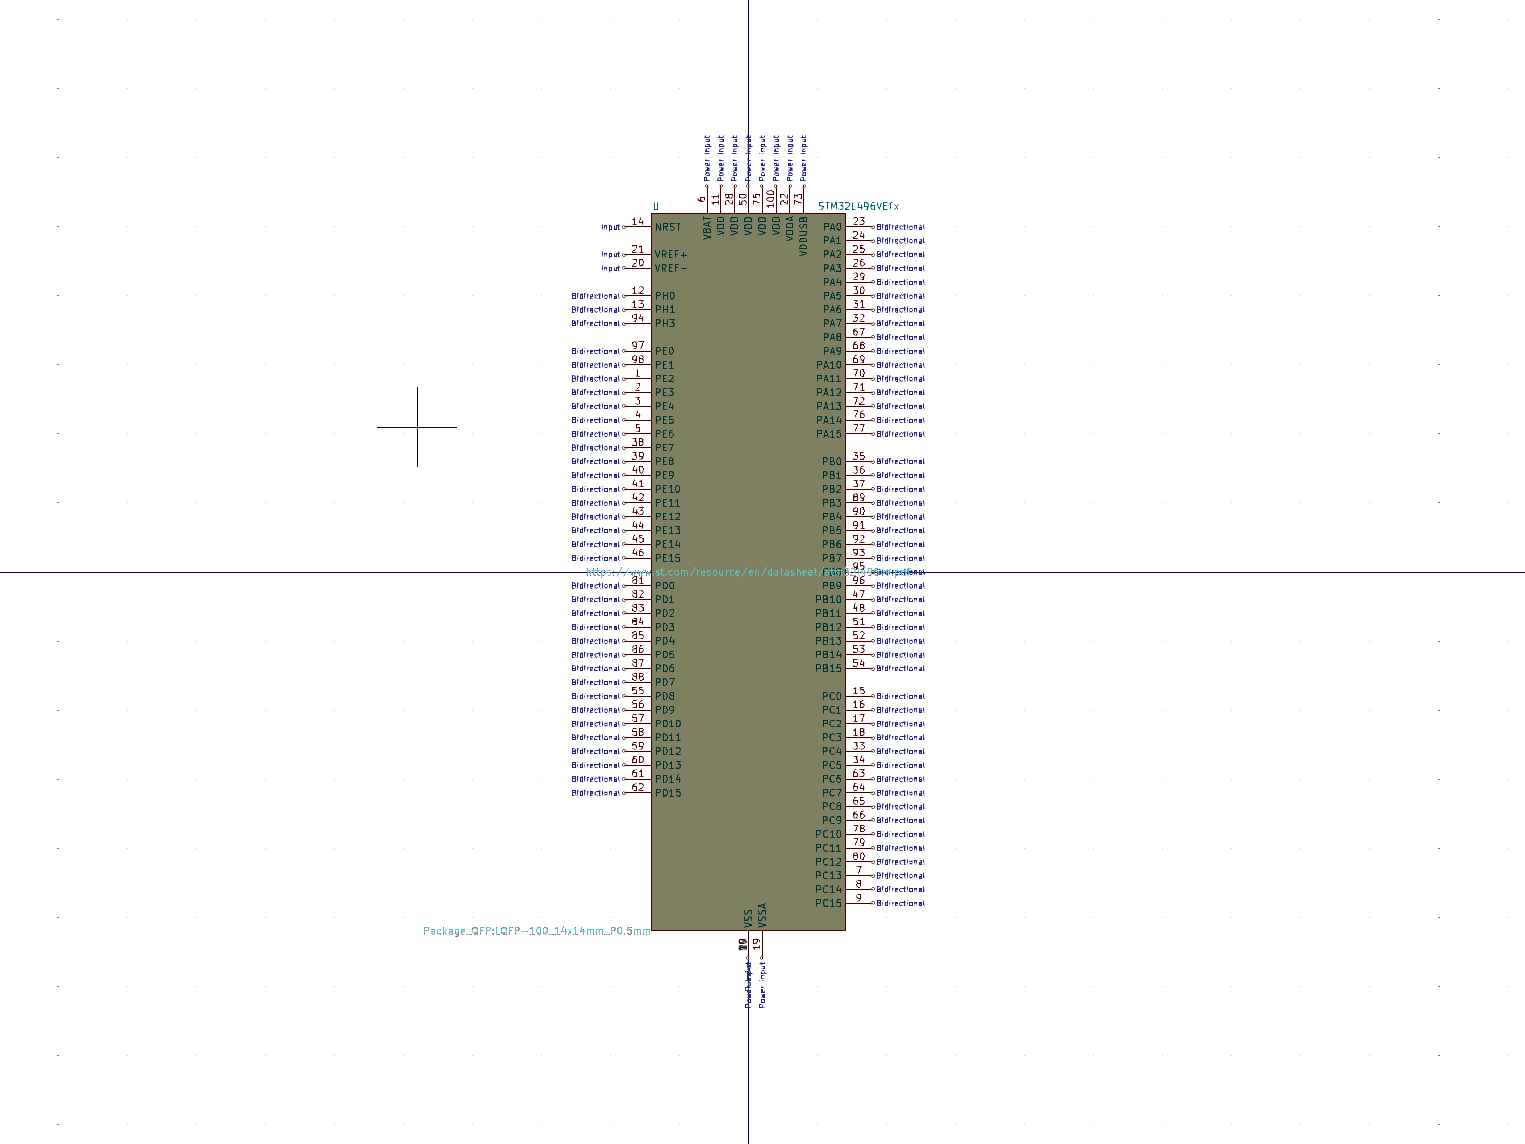 Power Input Power Input Power Input Power Input Power Input Power Input Power Input Power Input
6 11 28 50 75 100 22 73
U STM32L496VETx
VBAT VDD VDD VDD VDD VDD VDDA VDDUSB
Input 14 NRST PA0 23 Bidirectional
PA1 24 Bidirectional
Input 21 VREF+ PA2 25 Bidirectional
Input 20 VREF- PA3 26 Bidirectional
PA4 29 Bidirectional
Bidirectional 12 PH0 PA5 30 Bidirectional
Bidirectional 13 PH1 PA6 31 Bidirectional
Bidirectional 94 PH3 PA7 32 Bidirectional
PA8 67 Bidirectional
Bidirectional 97 PE0 PA9 68 Bidirectional
Bidirectional 98 PE1 PA10 69 Bidirectional
Bidirectional 1 PE2 PA11 70 Bidirectional
Bidirectional 2 PE3 PA12 71 Bidirectional
Bidirectional 3 PE4 PA13 72 Bidirectional
Bidirectional 4 PE5 PA14 76 Bidirectional
Bidirectional 5 PE6 PA15 77 Bidirectional
Bidirectional 38 PE7
Bidirectional 39 PE8 PB0 35 Bidirectional
Bidirectional 40 PE9 PB1 36 Bidirectional
Bidirectional 41 PE10 PB2 37 Bidirectional
Bidirectional 42 PE11 PB3 89 Bidirectional
Bidirectional 43 PE12 PB4 90 Bidirectional
Bidirectional 44 PE13 PB5 91 Bidirectional
Bidirectional 45 PE14 PB6 92 Bidirectional
Bidirectional 46 PE15 PB7 93 Bidirectional
https://www.st.com/resource/en/datasheet/ 95
Bidirectional 81 PD0 PB9 96 Bidirectional
Bidirectional 82 PD1 PB10 47 Bidirectional
Bidirectional 83 PD2 PB11 48 Bidirectional
Bidirectional 84 PD3 PB12 51 Bidirectional
Bidirectional 85 PD4 PB13 52 Bidirectional
Bidirectional 86 PD5 PB14 53 Bidirectional
Bidirectional 87 PD6 PB15 54 Bidirectional
Bidirectional 88 PD7
Bidirectional 55 PD8 PC0 15 Bidirectional
Bidirectional 56 PD9 PC1 16 Bidirectional
Bidirectional 57 PD10 PC2 17 Bidirectional
Bidirectional 58 PD11 PC3 18 Bidirectional
Bidirectional 59 PD12 PC4 33 Bidirectional
Bidirectional 60 PD13 PC5 34 Bidirectional
Bidirectional 61 PD14 PC6 63 Bidirectional
Bidirectional 62 PD15 PC7 64 Bidirectional
PC8 65 Bidirectional
PC9 66 Bidirectional
PC10 78 Bidirectional
PC11 79 Bidirectional
PC12 80 Bidirectional
PC13 7 Bidirectional
PC14 8 Bidirectional
PC15 9 Bidirectional
VSS VSSA
Package_QFP:LQFP-100_14x14mm_P0.5mm
19
Power Input